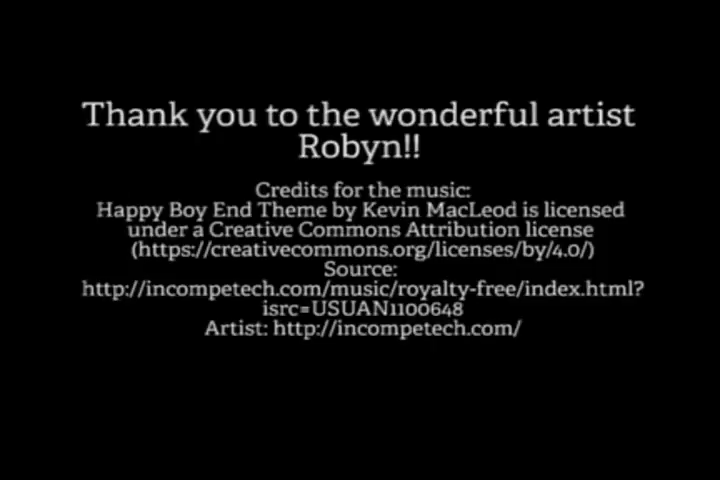 Thank you to the wonderful artist
Robyn!!
Credits for the music:
Happy Boy End Theme by Kevin MacLeod is licensed
under a Creative Commons Attribution license
(https://creativecommons.org/licenses/by/4.0/)
Source:
http://incompetech.com/music/royalty-free/index.html?
isrc=USUAN1100648
Artist: http://incompetech.com/